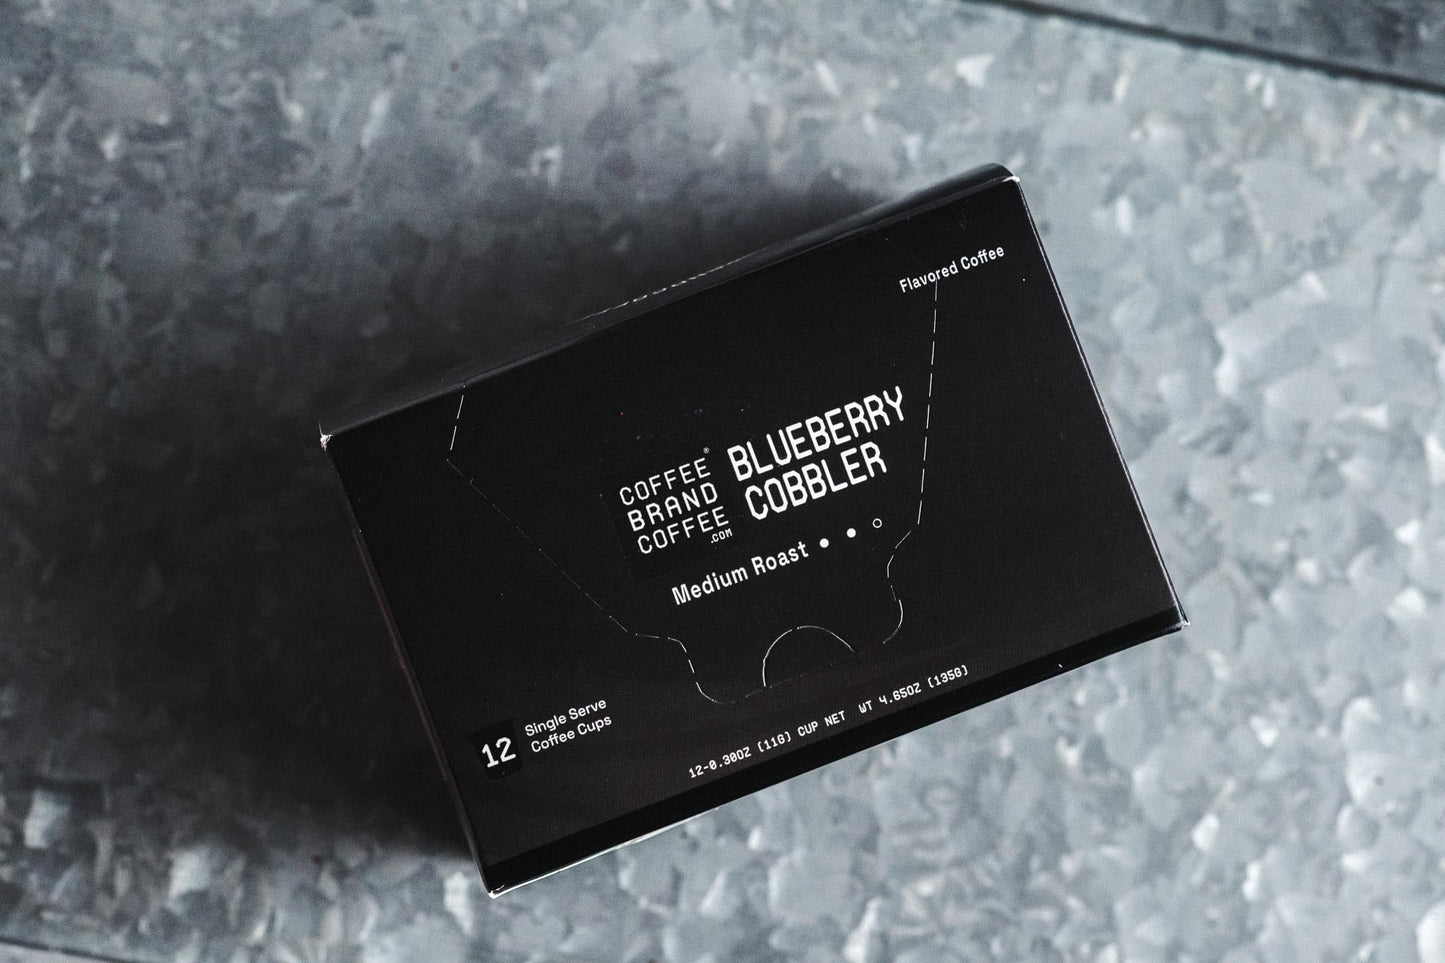 Flavored Coffee
COFFEE
BRAND
COFFEE®
.COM
BLUEBERRY
COBBLER
Medium Roast
12
Single Serve
Coffee Cups
12-0.30OZ [11G] CUP NET WT 4.65OZ [135G]